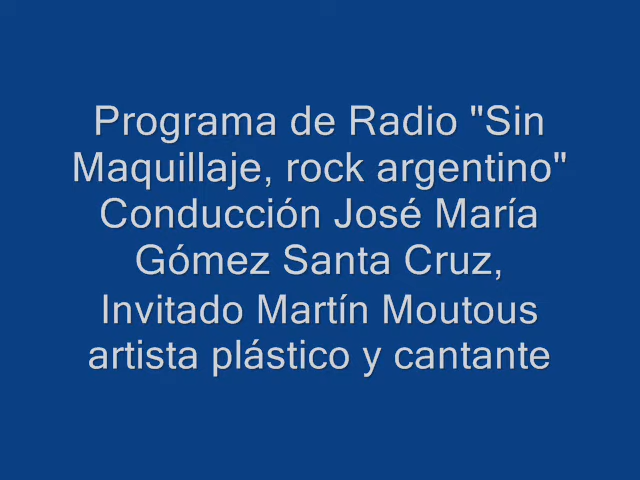 Programa de Radio "Sin
Maquillaje, rock argentino"
Conducción José María
Gómez Santa Cruz,
Invitado Martín Moutous
artista plástico y cantante